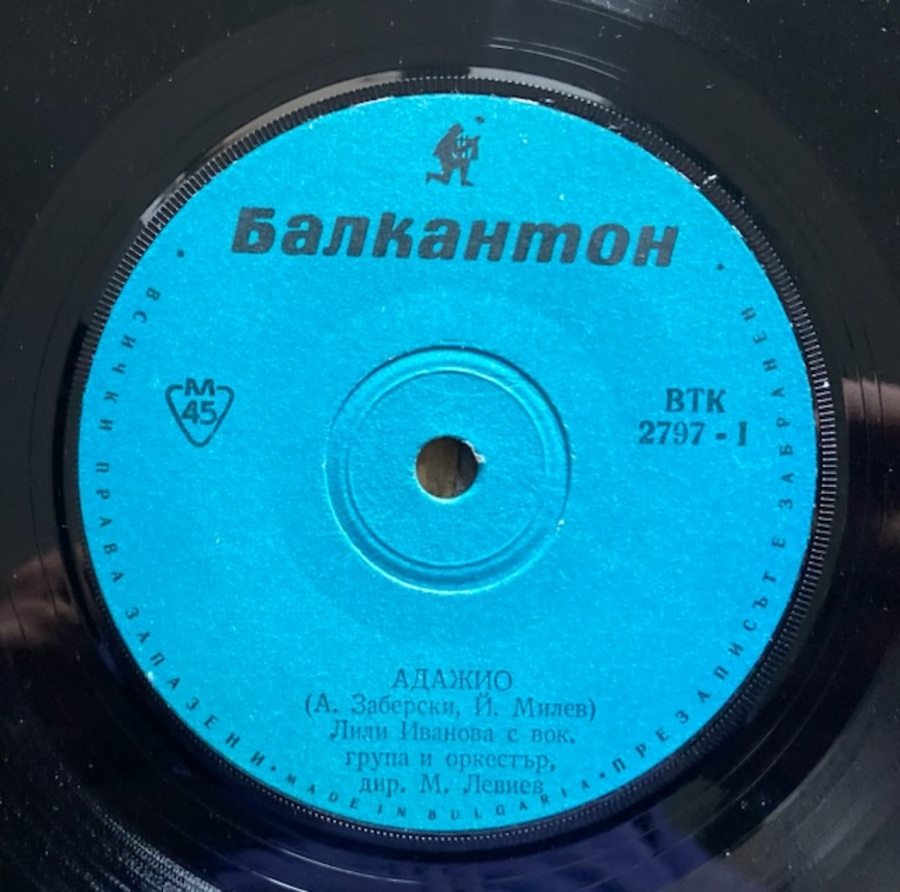 Балкантон
М
45
ВТК
2797 - I
АДАЖИО
(А. Заберски, Й. Милев)
Лили Иванова с вок.
група и оркестър,
дир. М. Левиев
• ВСИЧКИ ПРАВА ЗАПАЗЕНИ • MADE IN BULGARIA • ПРЕЗАПИСЪТ Е ЗАБРАНЕН •